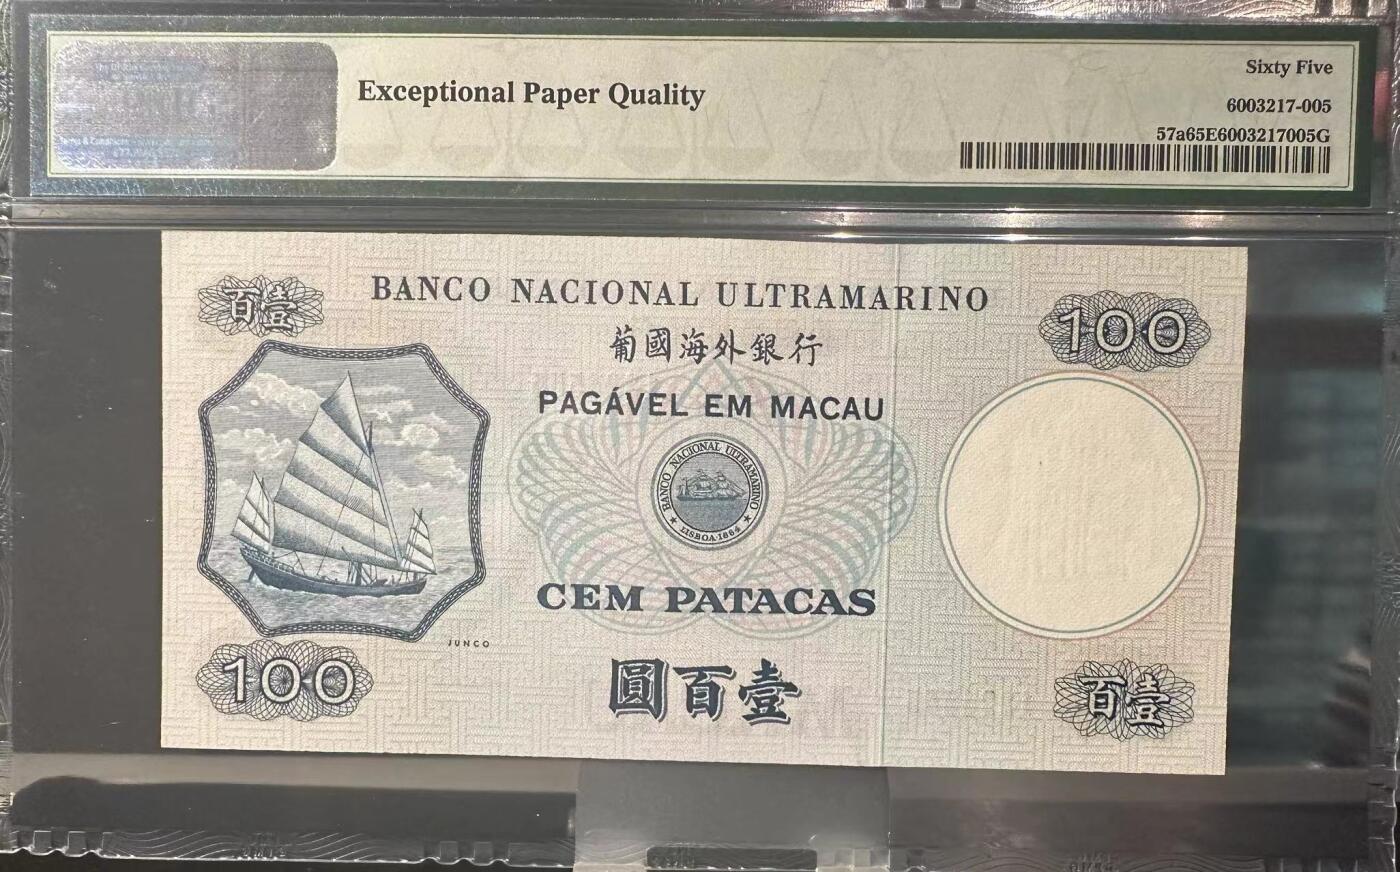 Exceptional Paper Quality
Sixty Five
6003217-005
57a65E6003217005G
BANCO NACIONAL ULTRAMARINO
百壹
100
葡國海外銀行
PAGÁVEL EM MACAU
BANCO NACIONAL ULTRAMARINO
LISBOA·1864
CEM PATACAS
JUNCO
100
圓百壹
百壹